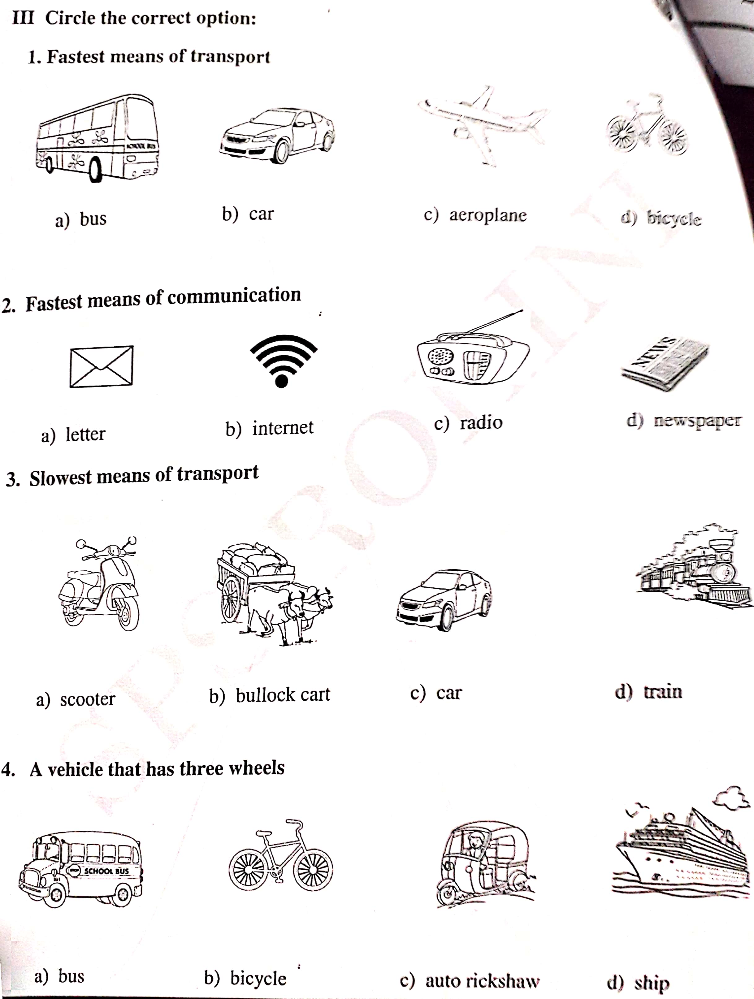 III Circle the correct option:
1. Fastest means of transport
SCHOOL BUS
a) bus b) car c) aeroplane d) bicycle
2. Fastest means of communication
NEWS
a) letter b) internet c) radio d) newspaper
3. Slowest means of transport
a) scooter b) bullock cart c) car d) train
4. A vehicle that has three wheels
STOP SCHOOL BUS
a) bus b) bicycle c) auto rickshaw d) ship